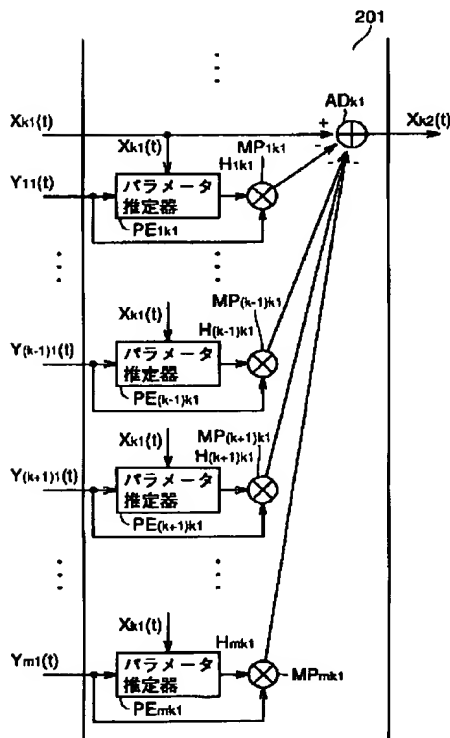 201
ADk1
Xk1(t)
+
Xk2(t)
Xk1(t)
MP1k1
H1k1
Y11(t)
パラメータ
推定器
PE1k1
Xk1(t)
MP(k-1)k1
H(k-1)k1
Y(k-1)1(t)
パラメータ
推定器
PE(k-1)k1
Xk1(t)
MP(k+1)k1
H(k+1)k1
Y(k+1)1(t)
パラメータ
推定器
PE(k+1)k1
Xk1(t)
Hmk1
Ym1(t)
パラメータ
推定器
MPmk1
PEmk1